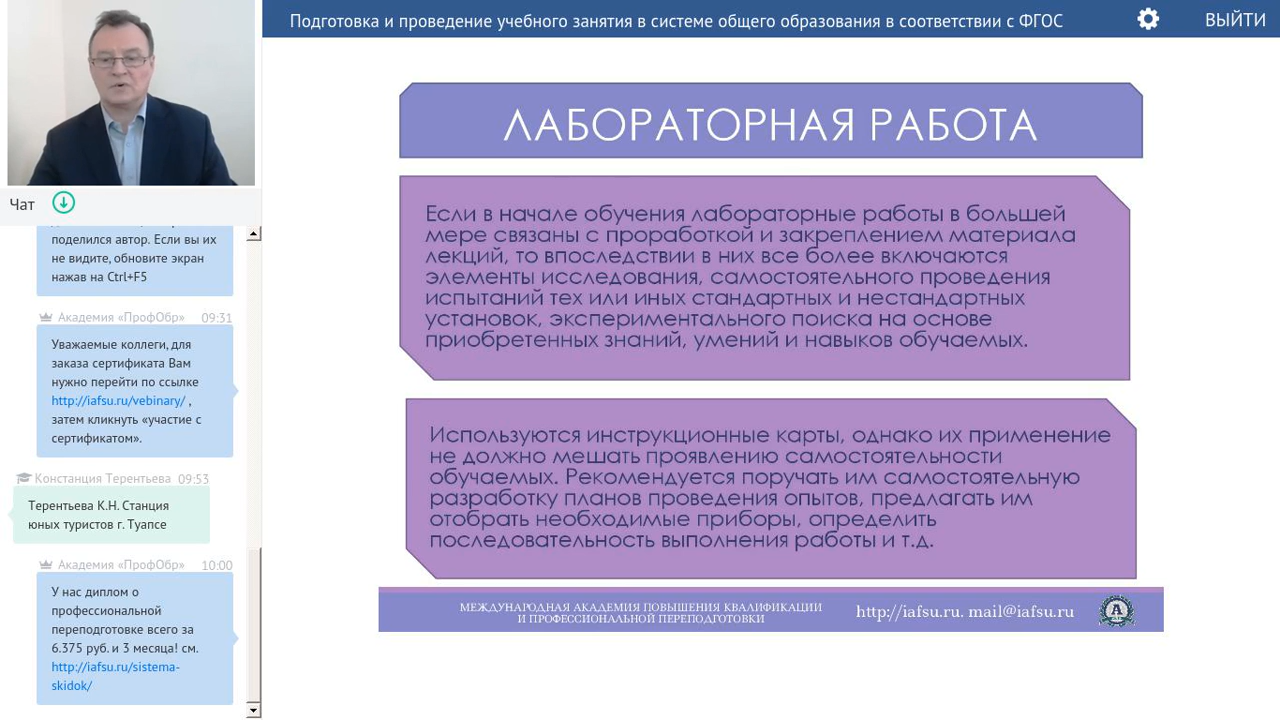 Подготовка и проведение учебного занятия в системе общего образования в соответствии с ФГОС
ВЫЙТИ
Чат
поделился автор. Если вы их
не видите, обновите экран
нажав на Ctrl+F5
Академия «ПрофОбр» 09:31
Уважаемые коллеги, для
заказа сертификата Вам
нужно перейти по ссылке
http://iafsu.ru/vebinary/ ,
затем кликнуть «участие с
сертификатом».
Констанция Терентьева 09:53
Терентьева К.Н. Станция
юных туристов г. Туапсе
Академия «ПрофОбр» 10:00
У нас диплом о
профессиональной
переподготовке всего за
6.375 руб. и 3 месяца! см.
http://iafsu.ru/sistema-
skidok/
ЛАБОРАТОРНАЯ РАБОТА
Если в начале обучения лабораторные работы в большей
мере связаны с проработкой и закреплением материала
лекций, то впоследствии в них все более включаются
элементы исследования, самостоятельного проведения
испытаний тех или иных стандартных и нестандартных
установок, экспериментального поиска на основе
приобретенных знаний, умений и навыков обучаемых.
Используются инструкционные карты, однако их применение
не должно мешать проявлению самостоятельности
обучаемых. Рекомендуется поручать им самостоятельную
разработку планов проведения опытов, предлагать им
отобрать необходимые приборы, определить
последовательность выполнения работы и т.д.
МЕЖДУНАРОДНАЯ АКАДЕМИЯ ПОВЫШЕНИЯ КВАЛИФИКАЦИИ
И ПРОФЕССИОНАЛЬНОЙ ПЕРЕПОДГОТОВКИ
http://iafsu.ru. mail@iafsu.ru